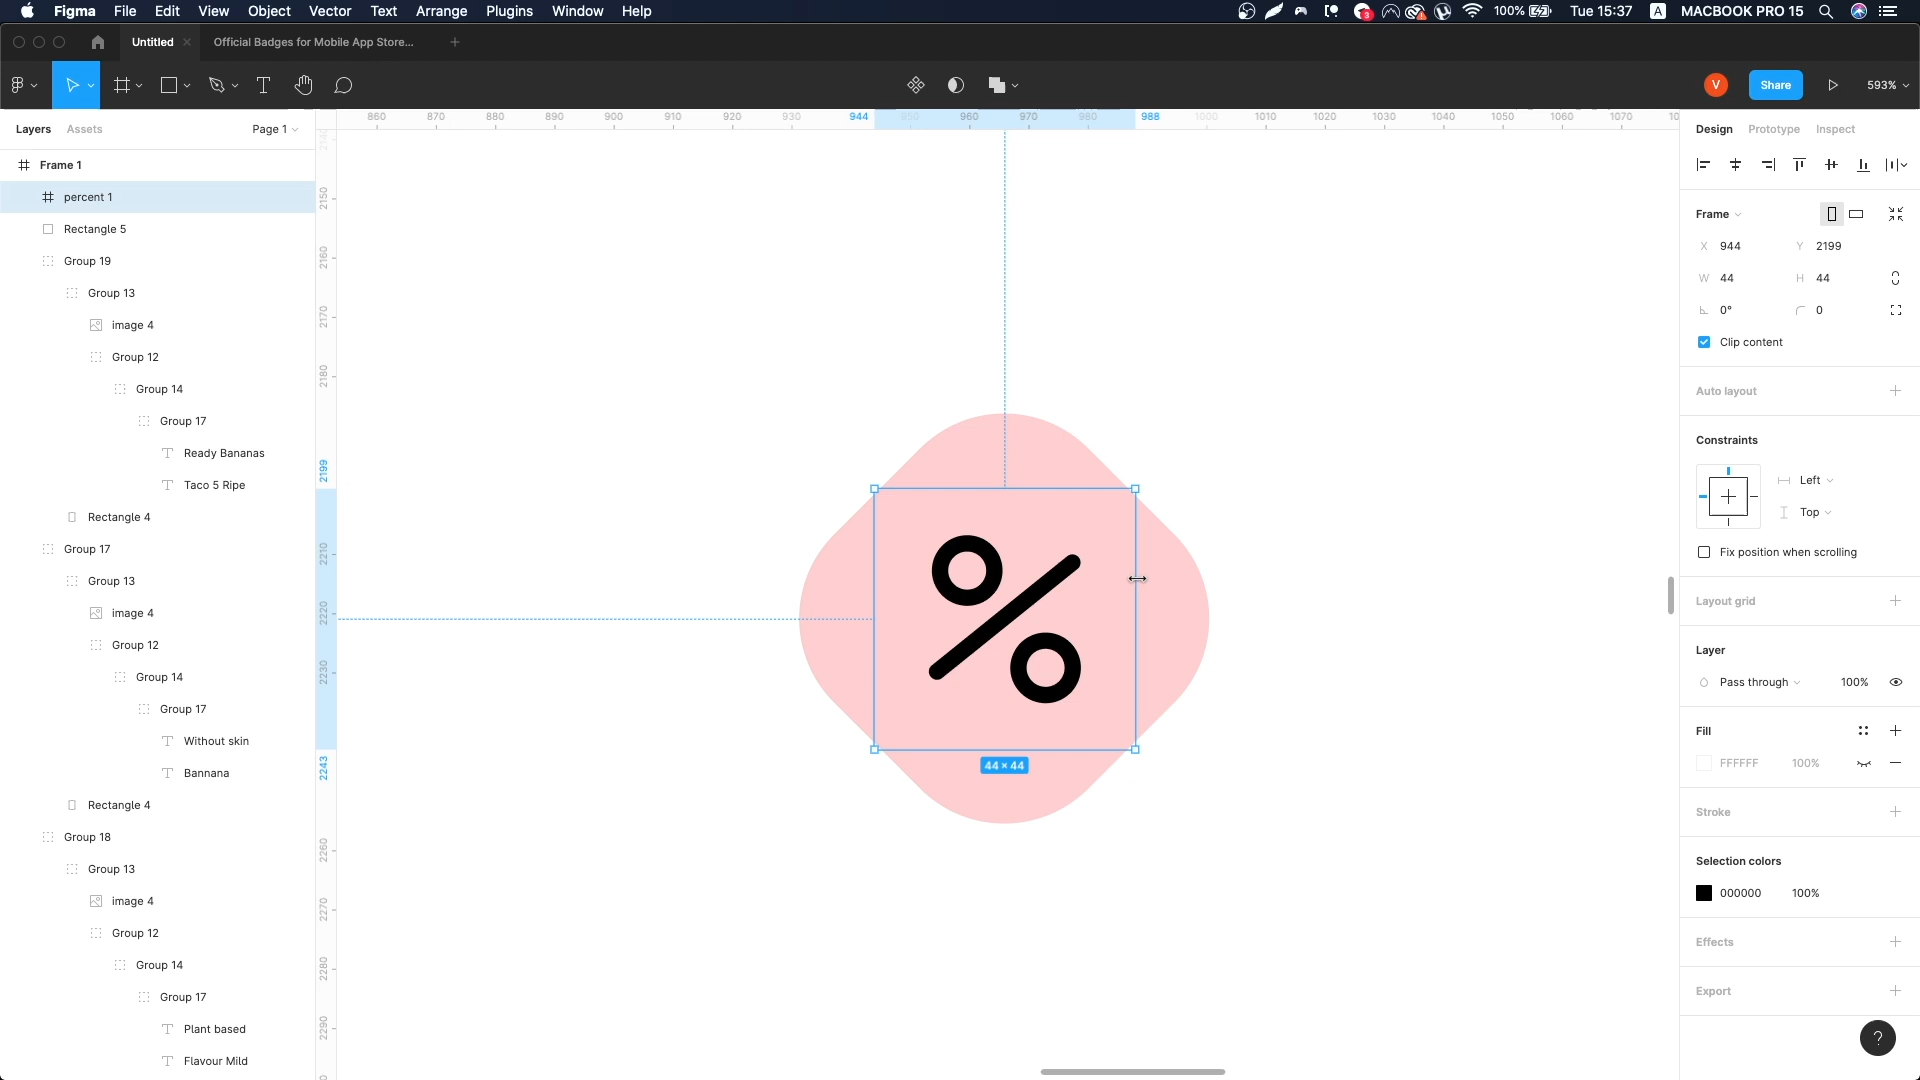 Figma File Edit View Object Vector Text Arrange Plugins Window Help 3 100% Tue 15:37 A MACBOOK PRO 15
Untitled Official Badges for Mobile App Store...
T V Share 593%
Layers Assets Page 1
860 870 880 890 900 910 920 930 944 950 960 970 980 988 1000 1010 1020 1030 1040 1050 1060 1070
Design Prototype Inspect
Frame 1
percent 1
Rectangle 5
Group 19
Group 13
image 4
Group 12
Group 14
Group 17
Ready Bananas
Taco 5 Ripe
Rectangle 4
Group 17
Group 13
image 4
Group 12
Group 14
Group 17
Without skin
Bannana
Rectangle 4
Group 18
Group 13
image 4
Group 12
Group 14
Group 17
Plant based
Flavour Mild
2150
2160
2170
2180
2199
2210
2220
2230
2243
2260
2270
2280
2290
%
44 × 44
Frame
X 944 Y 2199
W 44 H 44
0° 0
Clip content
Auto layout
Constraints
Left
Top
Fix position when scrolling
Layout grid
Layer
Pass through 100%
Fill
FFFFFF 100%
Stroke
Selection colors
000000 100%
Effects
Export
?